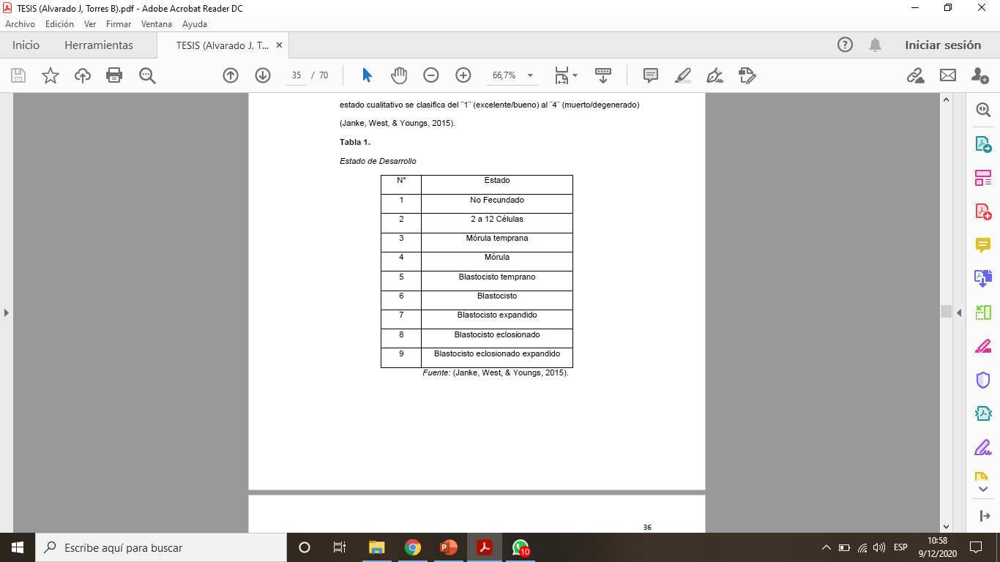 TESIS (Alvarado J, Torres B).pdf - Adobe Acrobat Reader DC
Archivo Edición Ver Firmar Ventana Ayuda
Inicio Herramientas TESIS (Alvarado J, T... Iniciar sesión
35 / 70 66,7%
estado cualitativo se clasifica del ¨1¨ (excelente/bueno) al ¨4¨ (muerto/degenerado)
(Janke, West, & Youngs, 2015).
Tabla 1.
Estado de Desarrollo
N° Estado
1 No Fecundado
2 2 a 12 Células
3 Mórula temprana
4 Mórula
5 Blastocisto temprano
6 Blastocisto
7 Blastocisto expandido
8 Blastocisto eclosionado
9 Blastocisto eclosionado expandido
Fuente: (Janke, West, & Youngs, 2015).
36
Escribe aquí para buscar
10
ESP
10:58
9/12/2020